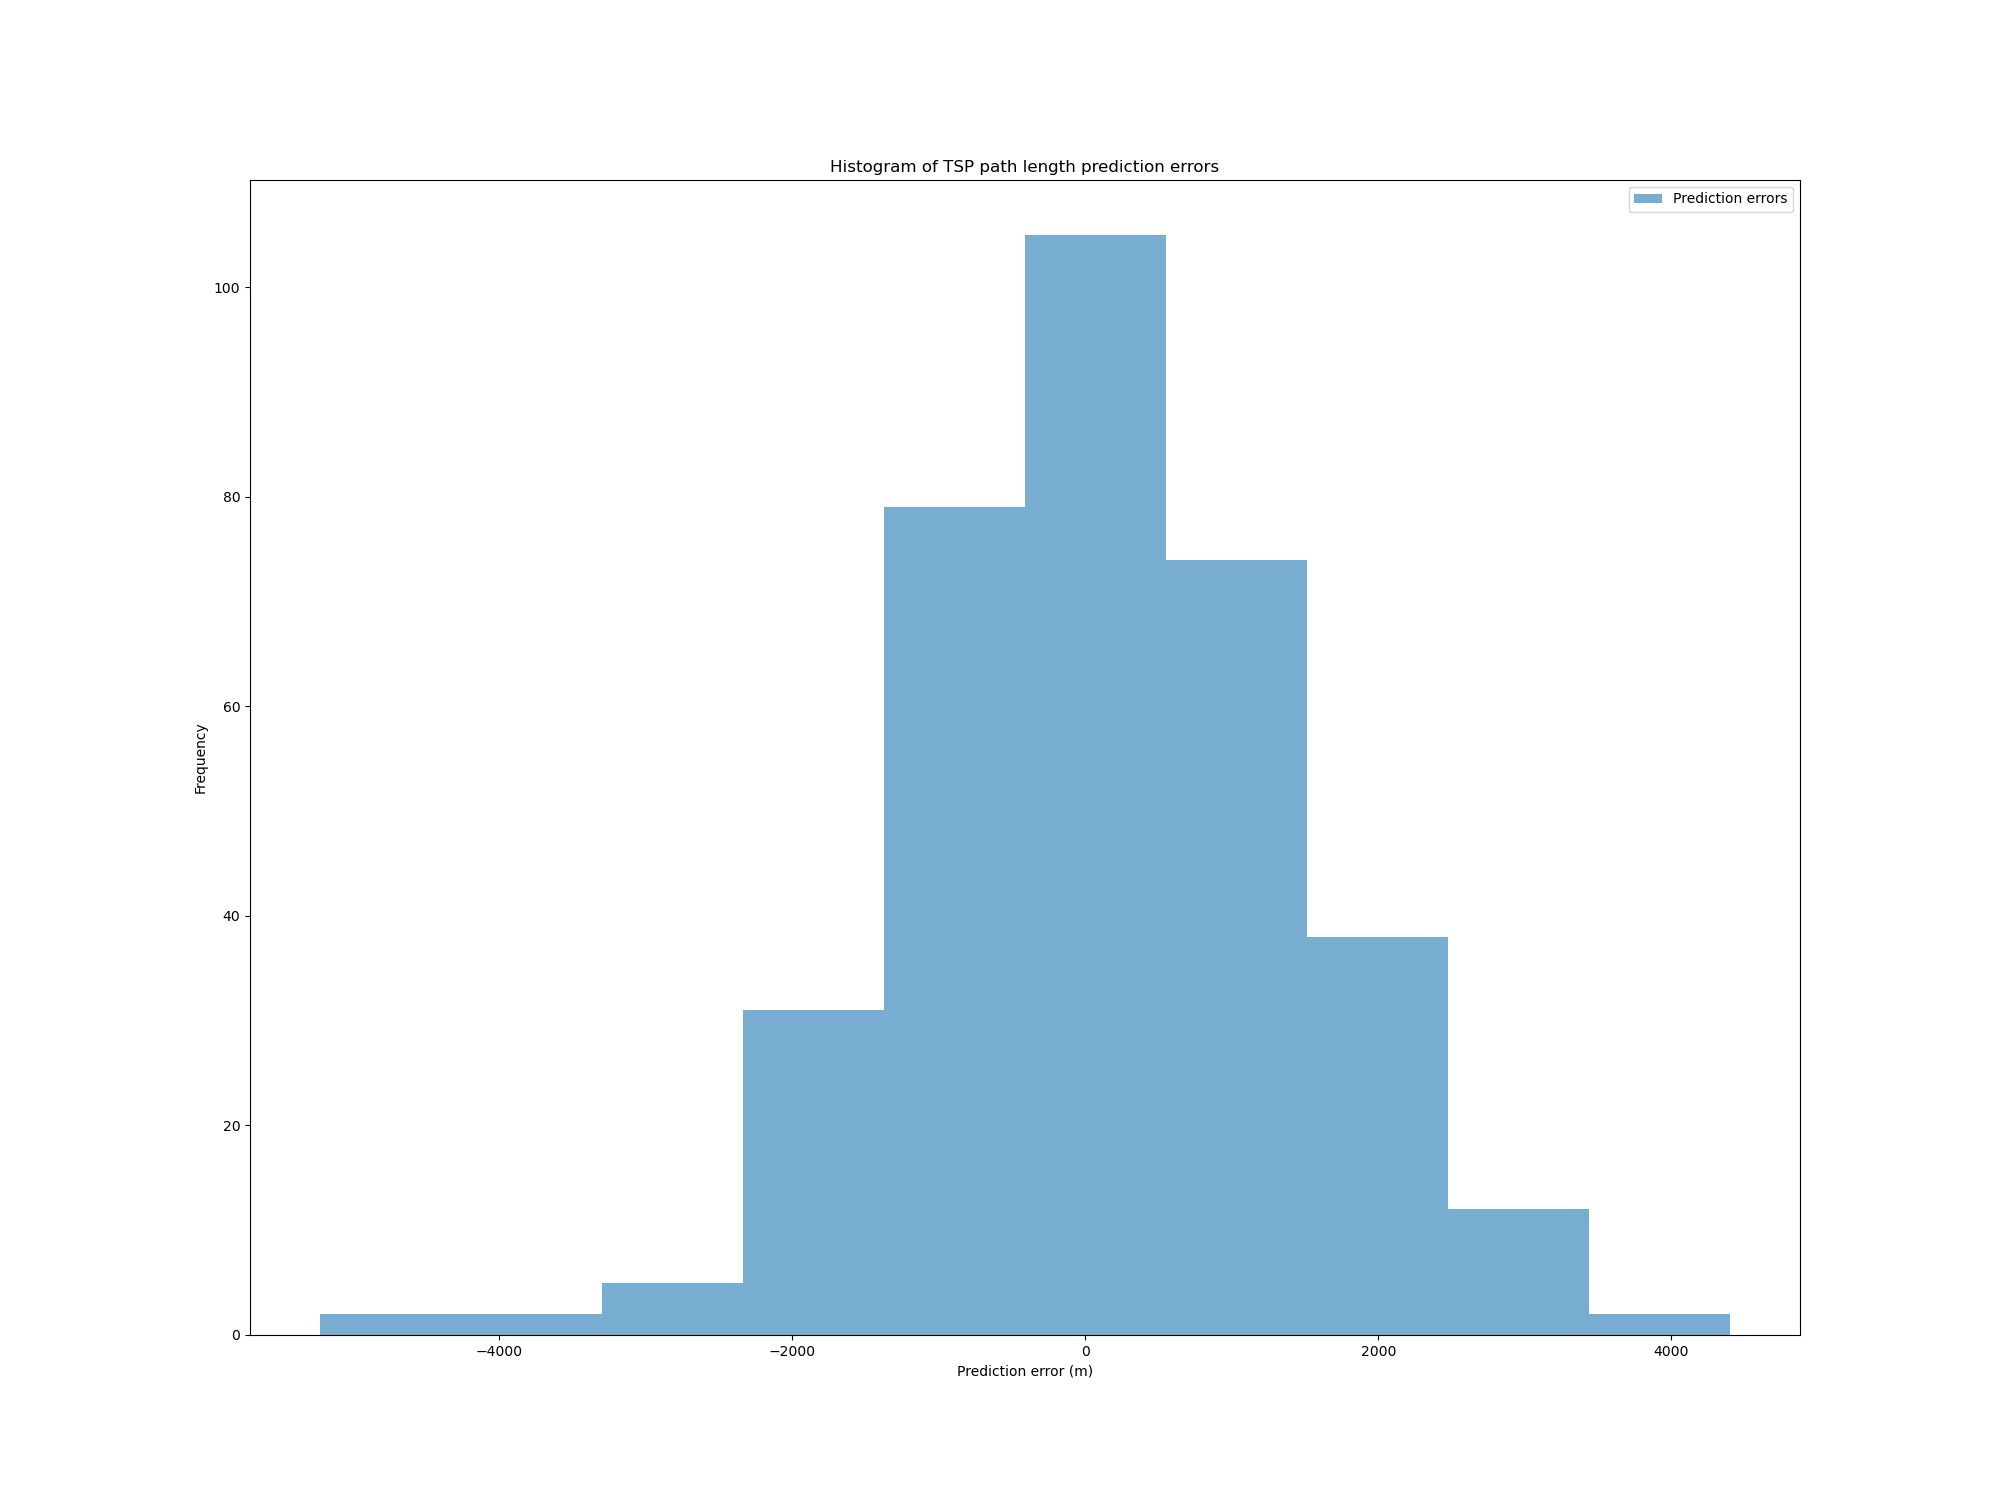 Histogram of TSP path length prediction errors
Prediction errors
100
80
60
40
20
0
Frequency
−4000
−2000
0
2000
4000
Prediction error (m)